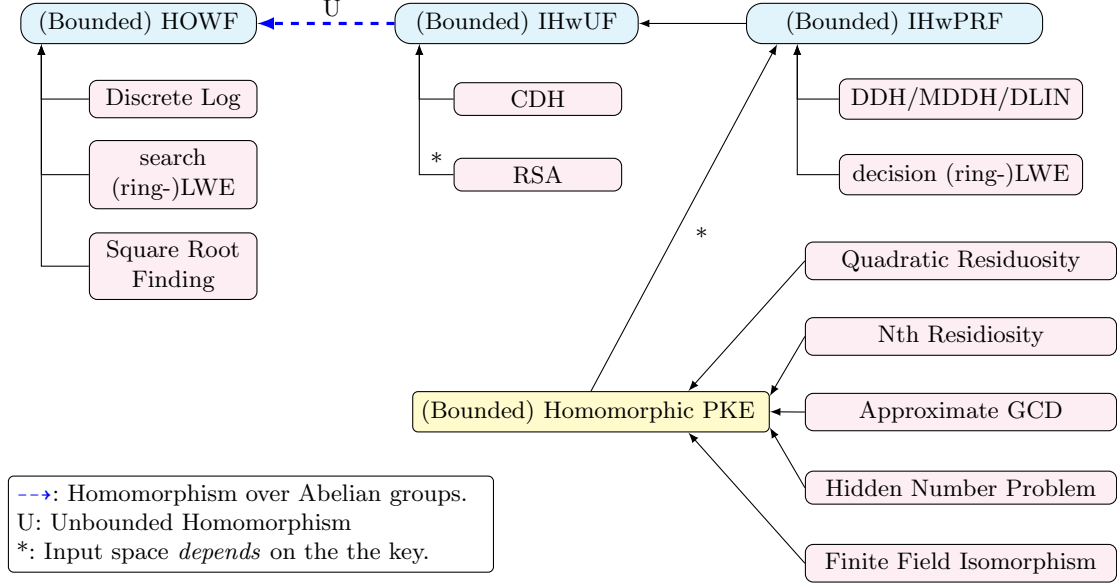 U
(Bounded) HOWF
(Bounded) IHwUF
(Bounded) IHwPRF
Discrete Log
search
(ring-)LWE
Square Root
Finding
CDH
*
RSA
DDH/MDDH/DLIN
decision (ring-)LWE
*
Quadratic Residuosity
Nth Residiosity
(Bounded) Homomorphic PKE
Approximate GCD
Hidden Number Problem
Finite Field Isomorphism
: Homomorphism over Abelian groups.
U: Unbounded Homomorphism
*: Input space depends on the the key.